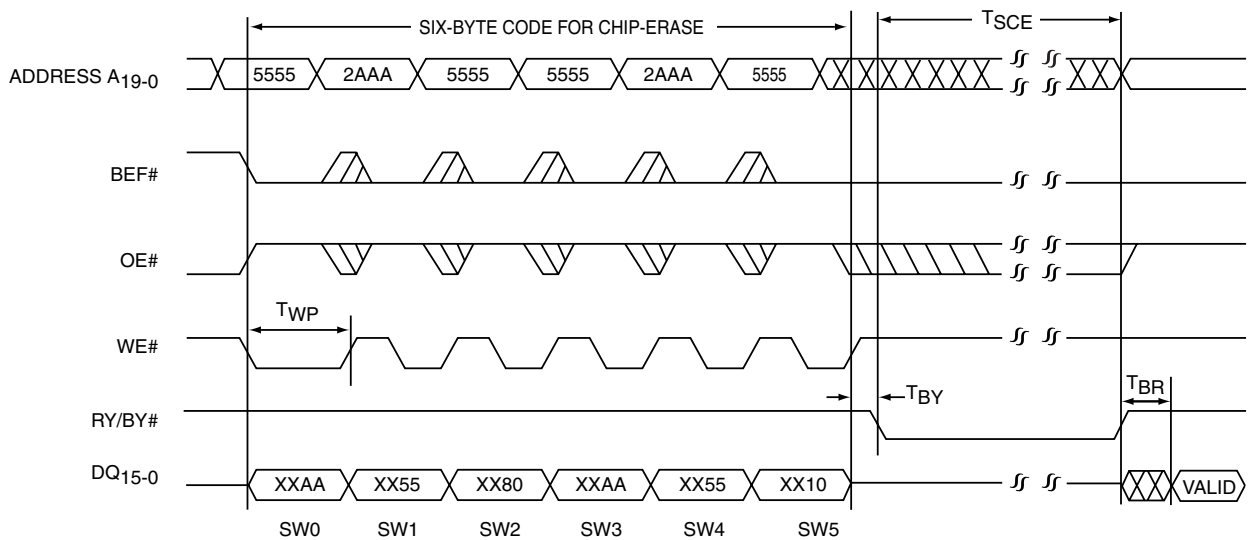 SIX-BYTE CODE FOR CHIP-ERASE TSCE
ADDRESS A19-0 5555 2AAA 5555 5555 2AAA 5555
BEF#
OE#
TWP
WE#
TBY TBR
RY/BY#
DQ15-0 XXAA XX55 XX80 XXAA XX55 XX10 VALID
SW0 SW1 SW2 SW3 SW4 SW5